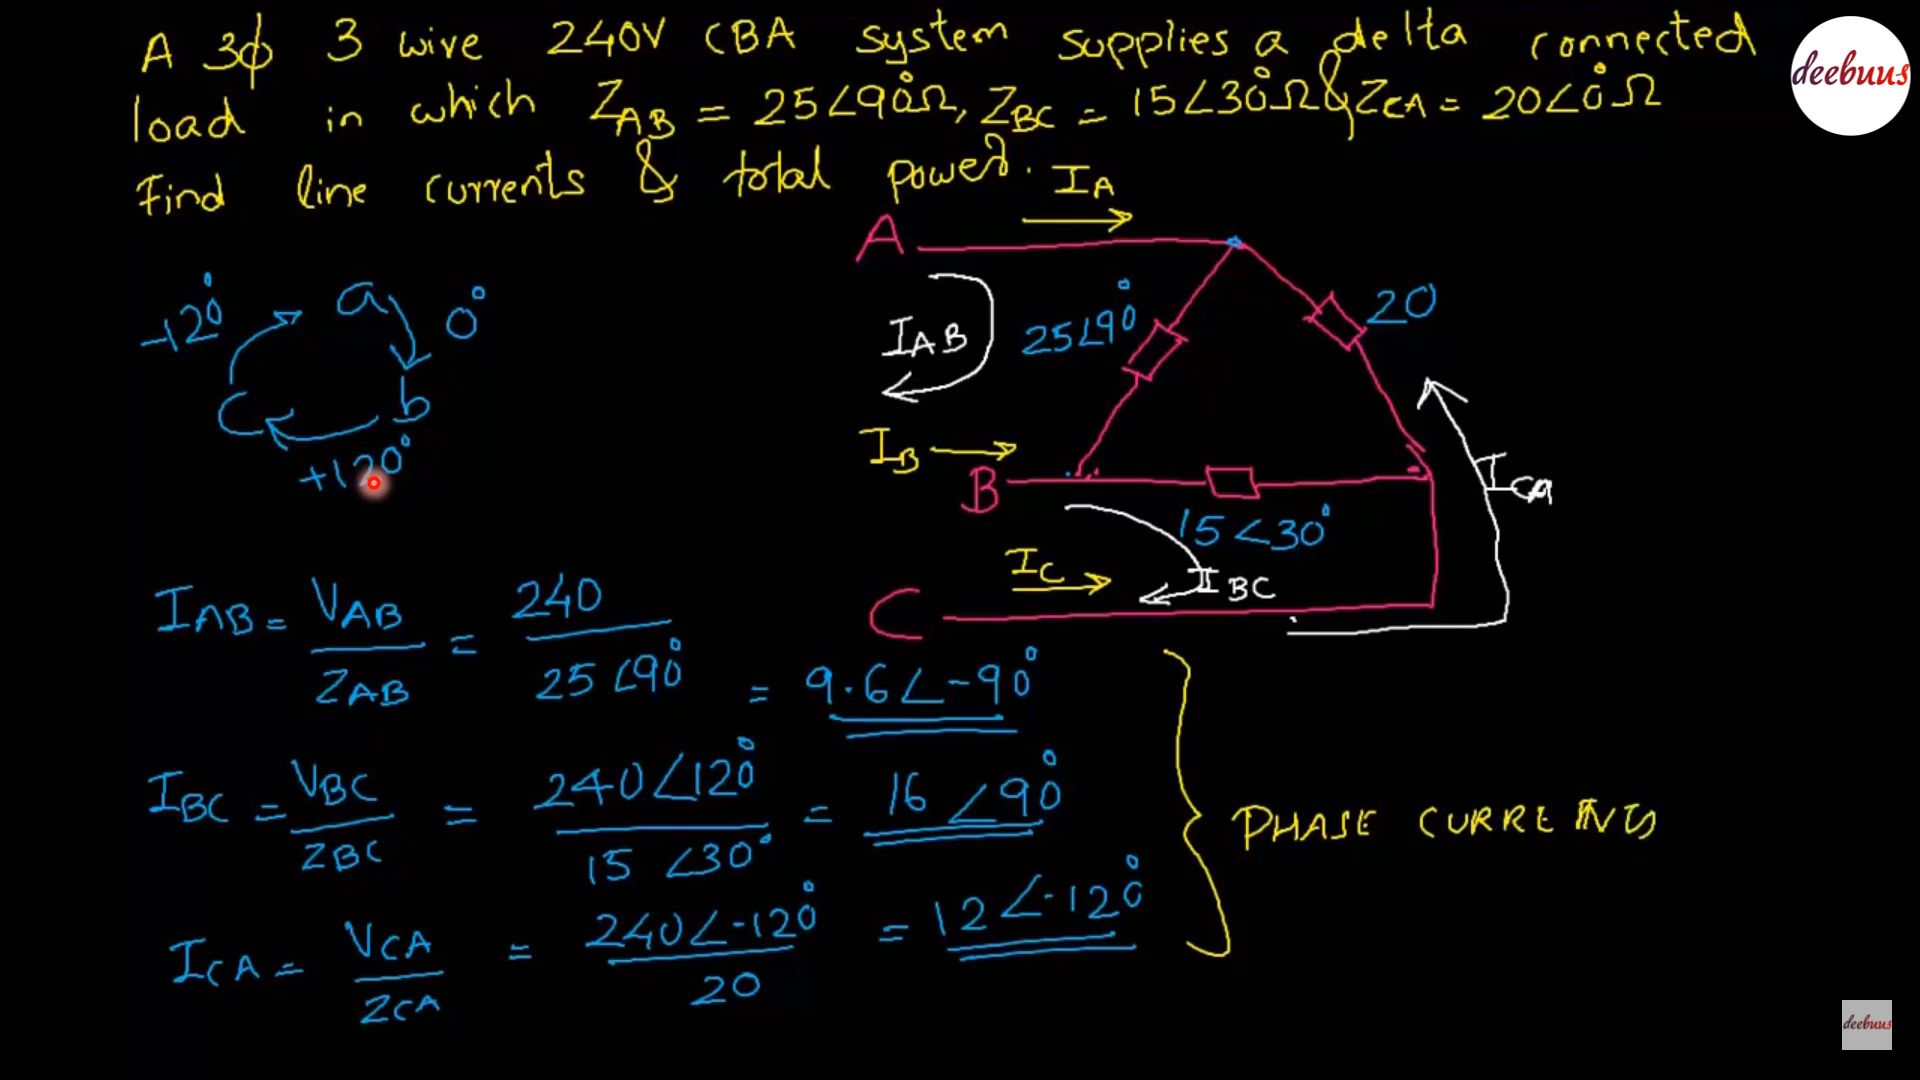 A 3ϕ 3 wire 240V CBA system supplies a delta connected
load in which Z_AB = 25∠90°Ω, Z_BC = 15∠30°Ω & Z_CA = 20∠0°Ω
Find line currents & total power.
deebuus
I_A
A
-120°
a
0°
c
b
+120°
25∠90°
20
I_AB
I_B
B
15∠30°
I_CA
I_C
I_BC
C
I_AB = V_AB / Z_AB = 240 / 25∠90° = 9.6∠-90°
I_BC = V_BC / Z_BC = 240∠120° / 15∠30° = 16∠90°
I_CA = V_CA / Z_CA = 240∠-120° / 20 = 12∠-120°
PHASE CURRENTS
deebuus